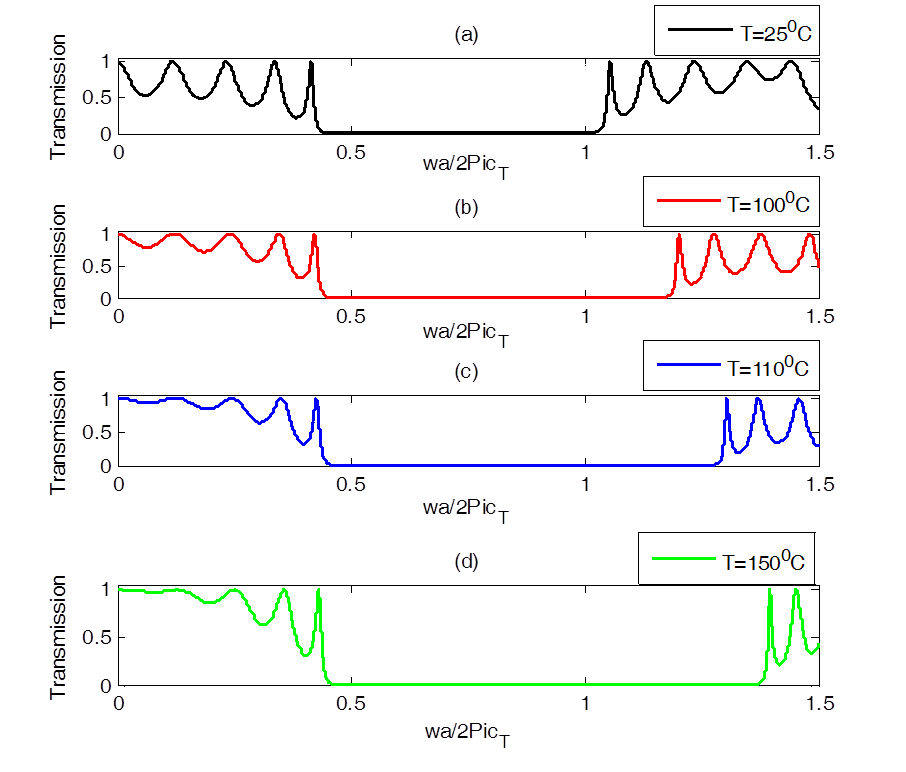 (a)
T=25⁰C
Transmission
1
0.5
0
0 0.5 1 1.5
wa/2Pic_T
(b)
T=100⁰C
Transmission
1
0.5
0
0 0.5 1 1.5
wa/2Pic_T
(c)
T=110⁰C
Transmission
1
0.5
0
0 0.5 1 1.5
wa/2Pic_T
(d)
T=150⁰C
Transmission
1
0.5
0
0 0.5 1 1.5
wa/2Pic_T